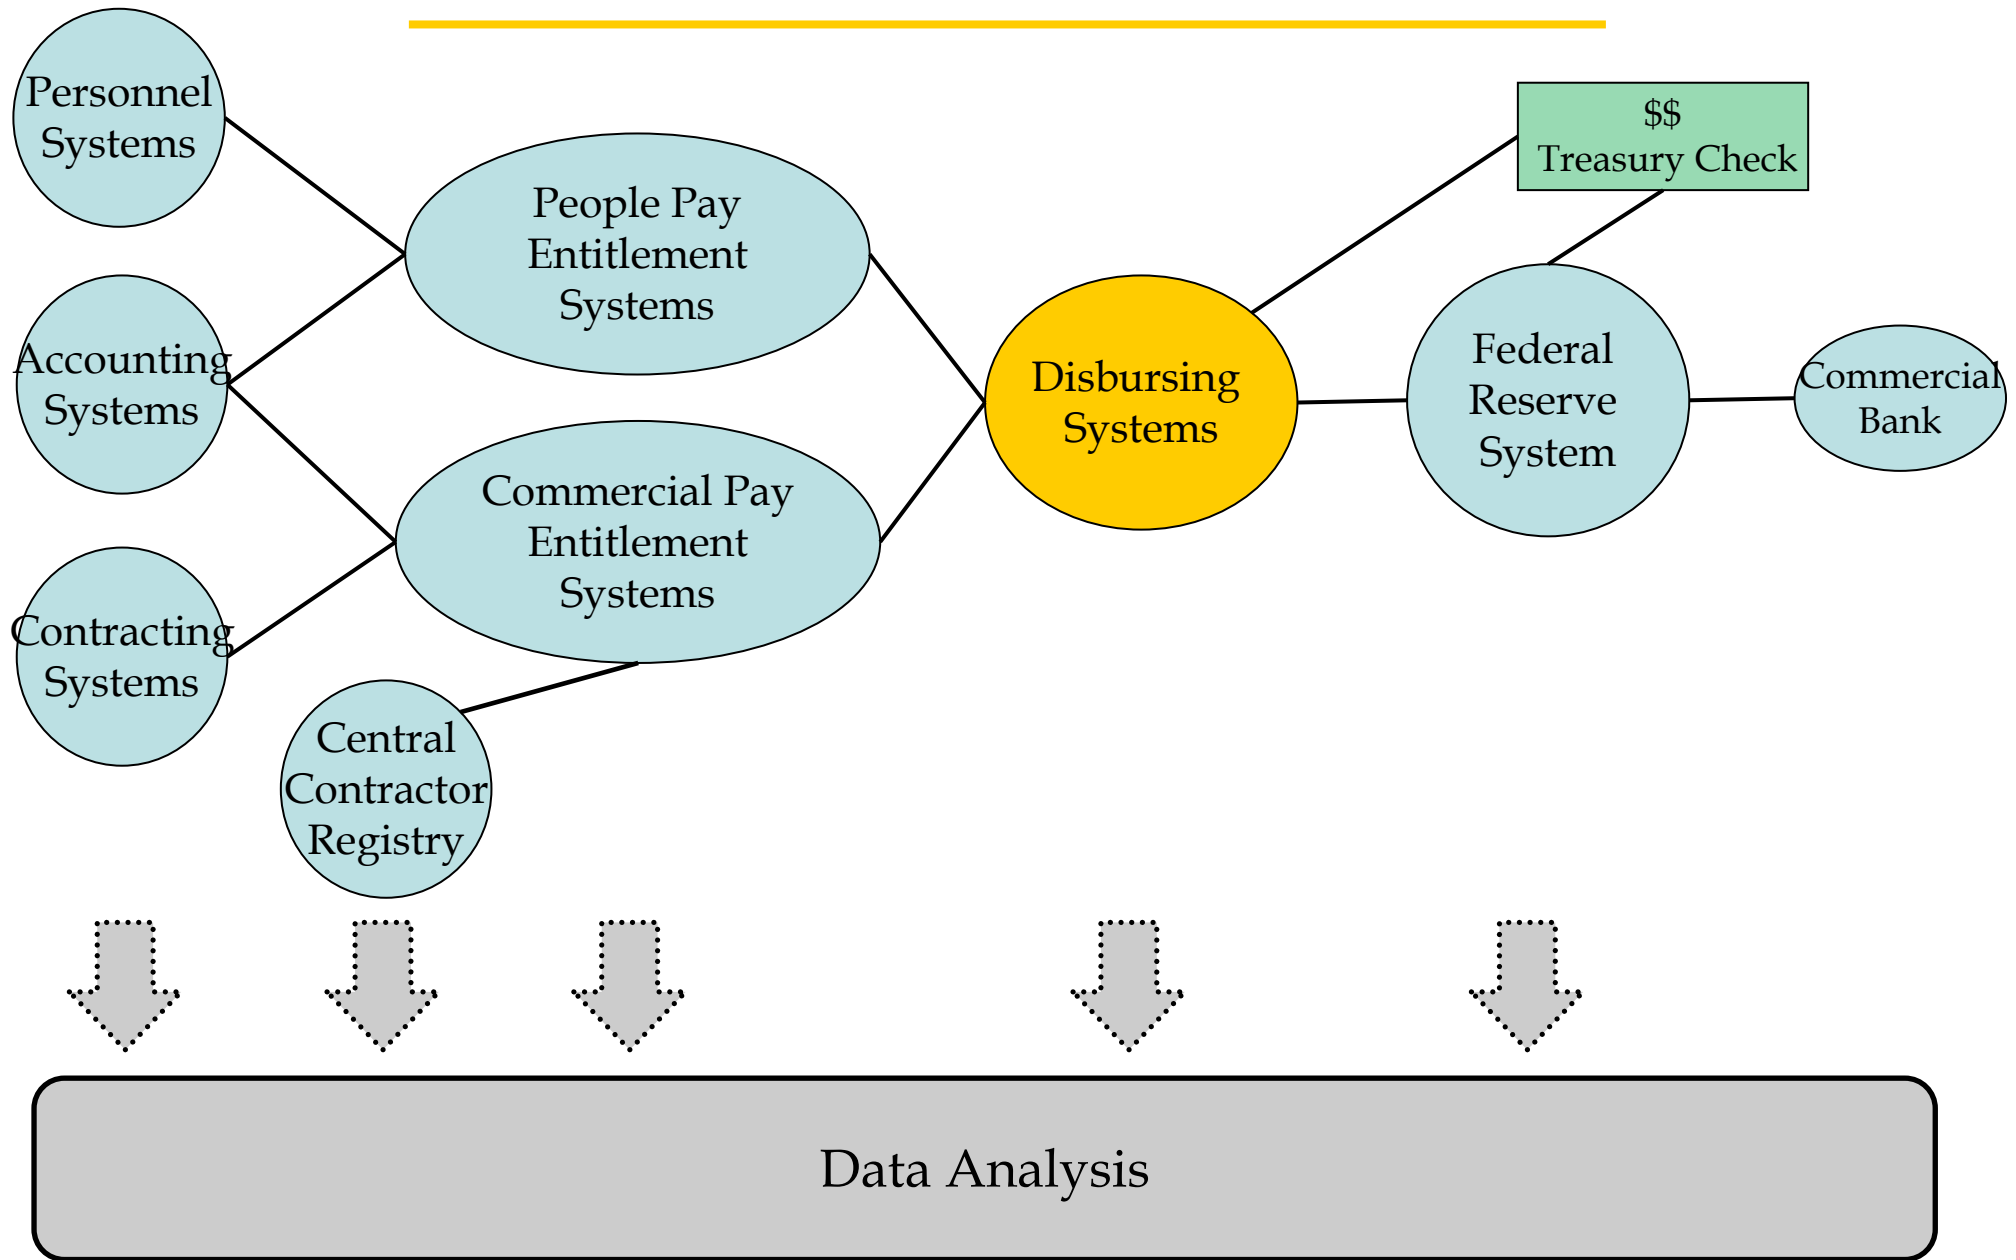 Personnel
Systems
$$
Treasury Check
People Pay
Entitlement
Systems
Accounting
Systems
Disbursing
Systems
Federal
Reserve
System
Commercial
Bank
Commercial Pay
Entitlement
Systems
Contracting
Systems
Central
Contractor
Registry
Data Analysis